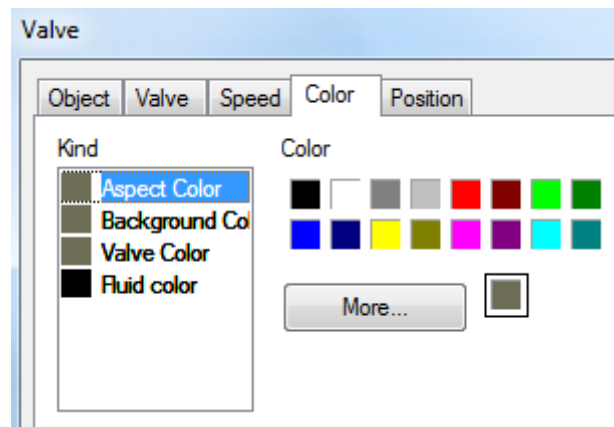 Valve
Object Valve Speed Color Position
Kind Color
Aspect Color
Background Col
Valve Color
Fluid color
More...